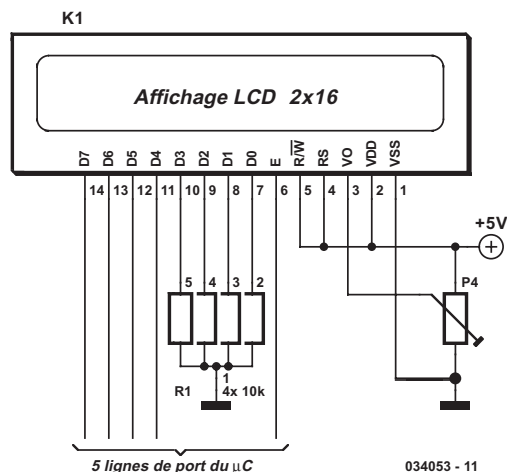 K1
Affichage LCD 2x16
D7 D6 D5 D4 D3 D2 D1 D0 E R/W RS VO VDD VSS
14 13 12 11 10 9 8 7 6 5 4 3 2 1
+5V
5 4 3 2
P4
1
R1 4x 10k
5 lignes de port du µC
034053 - 11